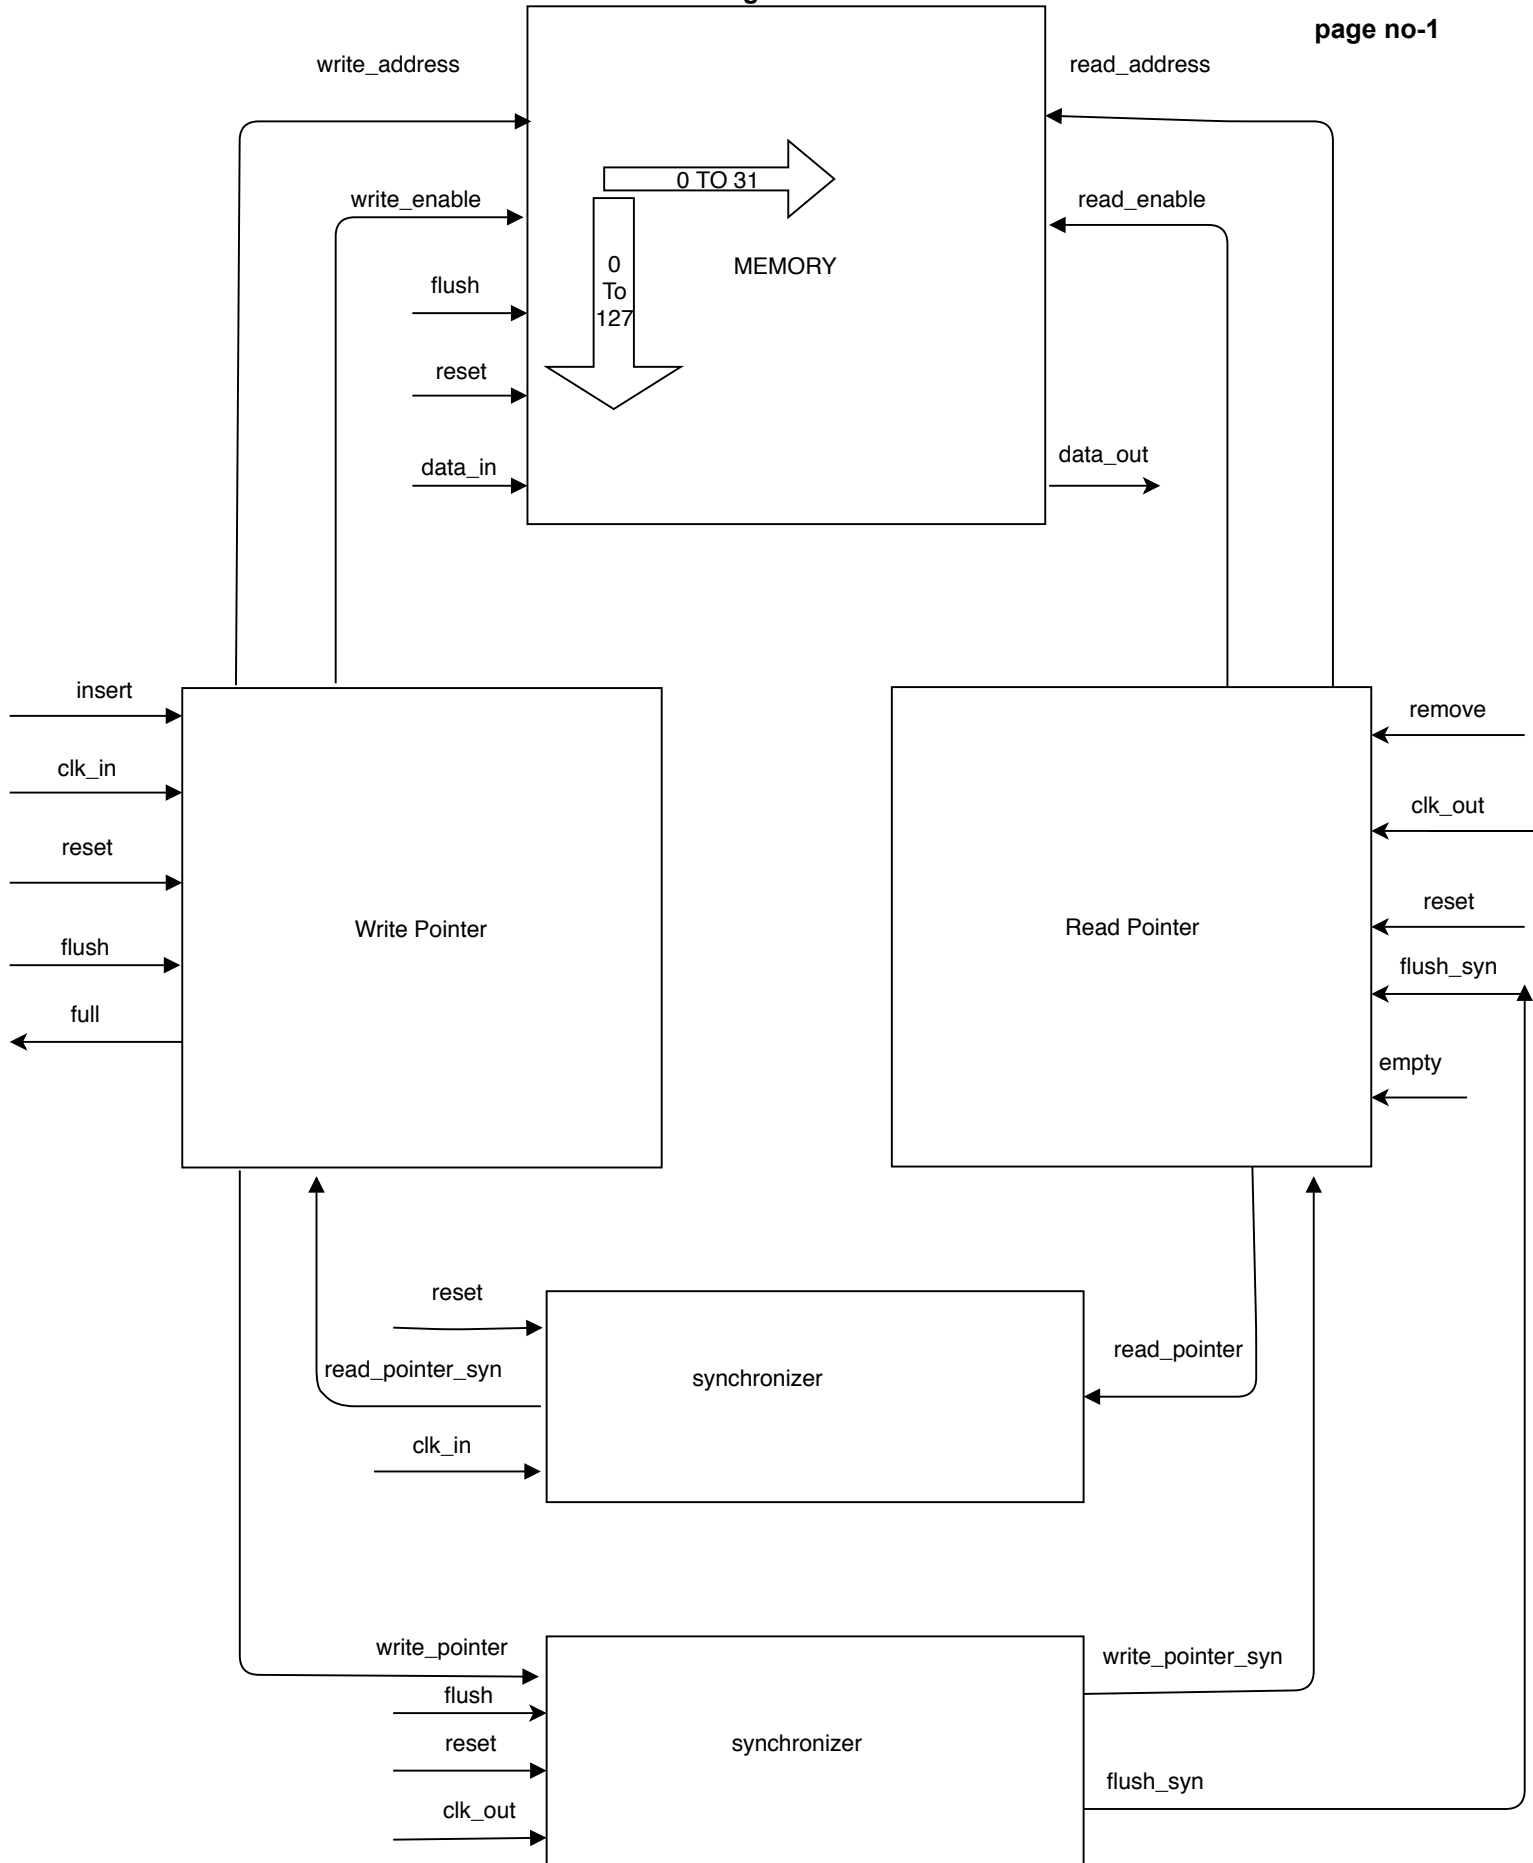 page no-1
write_address
read_address
0 TO 31
write_enable
read_enable
0
To
127
MEMORY
flush
reset
data_in
data_out
insert
clk_in
reset
flush
full
Write Pointer
Read Pointer
remove
clk_out
reset
flush_syn
empty
reset
read_pointer_syn
clk_in
synchronizer
read_pointer
write_pointer
flush
reset
clk_out
synchronizer
write_pointer_syn
flush_syn